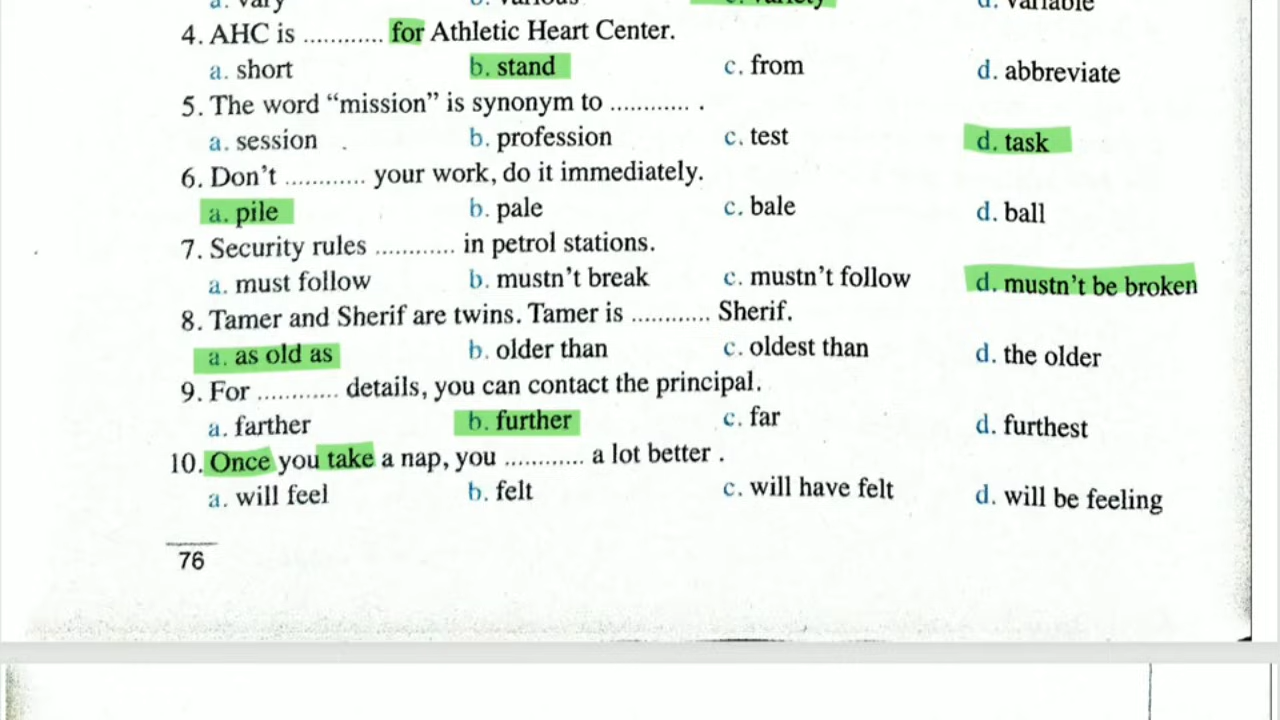 a. vary b. various c. variety d. variable
4. AHC is ............ for Athletic Heart Center.
a. short b. stand c. from d. abbreviate
5. The word “mission” is synonym to ............ .
a. session b. profession c. test d. task
6. Don’t ............ your work, do it immediately.
a. pile b. pale c. bale d. ball
7. Security rules ............ in petrol stations.
a. must follow b. mustn’t break c. mustn’t follow d. mustn’t be broken
8. Tamer and Sherif are twins. Tamer is ............ Sherif.
a. as old as b. older than c. oldest than d. the older
9. For ............ details, you can contact the principal.
a. farther b. further c. far d. furthest
10. Once you take a nap, you ............ a lot better .
a. will feel b. felt c. will have felt d. will be feeling
76